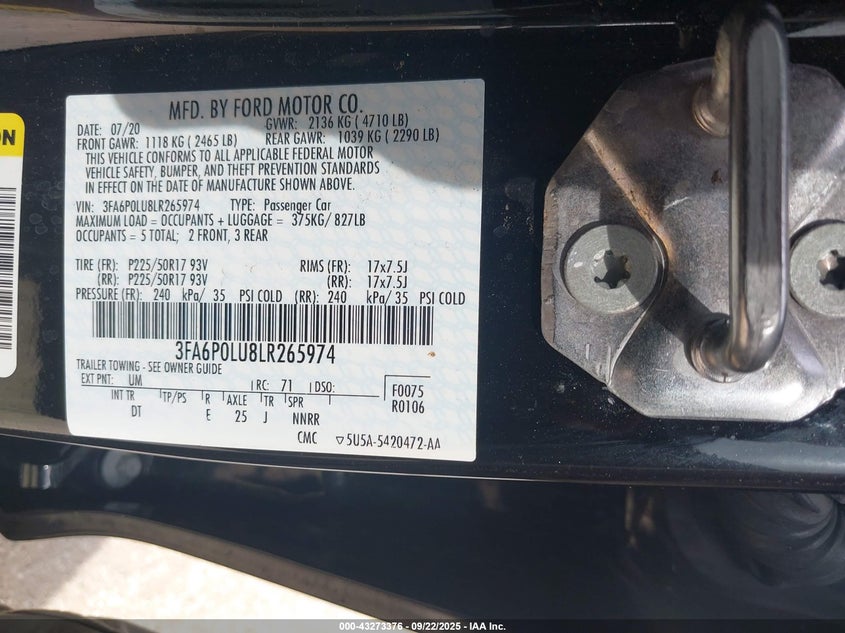 ON
MFD. BY FORD MOTOR CO.
DATE: 07/20 GVWR: 2136 KG ( 4710 LB)
FRONT GAWR: 1118 KG ( 2465 LB) REAR GAWR: 1039 KG ( 2290 LB)
THIS VEHICLE CONFORMS TO ALL APPLICABLE FEDERAL MOTOR
VEHICLE SAFETY, BUMPER, AND THEFT PREVENTION STANDARDS
IN EFFECT ON THE DATE OF MANUFACTURE SHOWN ABOVE.
VIN: 3FA6P0LU8LR265974 TYPE: Passenger Car
MAXIMUM LOAD = OCCUPANTS + LUGGAGE = 375KG/ 827LB
OCCUPANTS = 5 TOTAL; 2 FRONT, 3 REAR
TIRE (FR): P225/50R17 93V RIMS (FR): 17x7.5J
(RR): P225/50R17 93V (RR): 17x7.5J
PRESSURE (FR): 240 kPa/ 35 PSI COLD (RR): 240 kPa/ 35 PSI COLD
3FA6P0LU8LR265974
TRAILER TOWING - SEE OWNER GUIDE
EXT PNT: UM RC: 71 DSO: F0075
INT TR TP/PS R AXLE TR SPR R0106
DT E 25 J NNRR
CMC ▽5U5A-5420472-AA
000-43273376 - 09/22/2025 - IAA Inc.